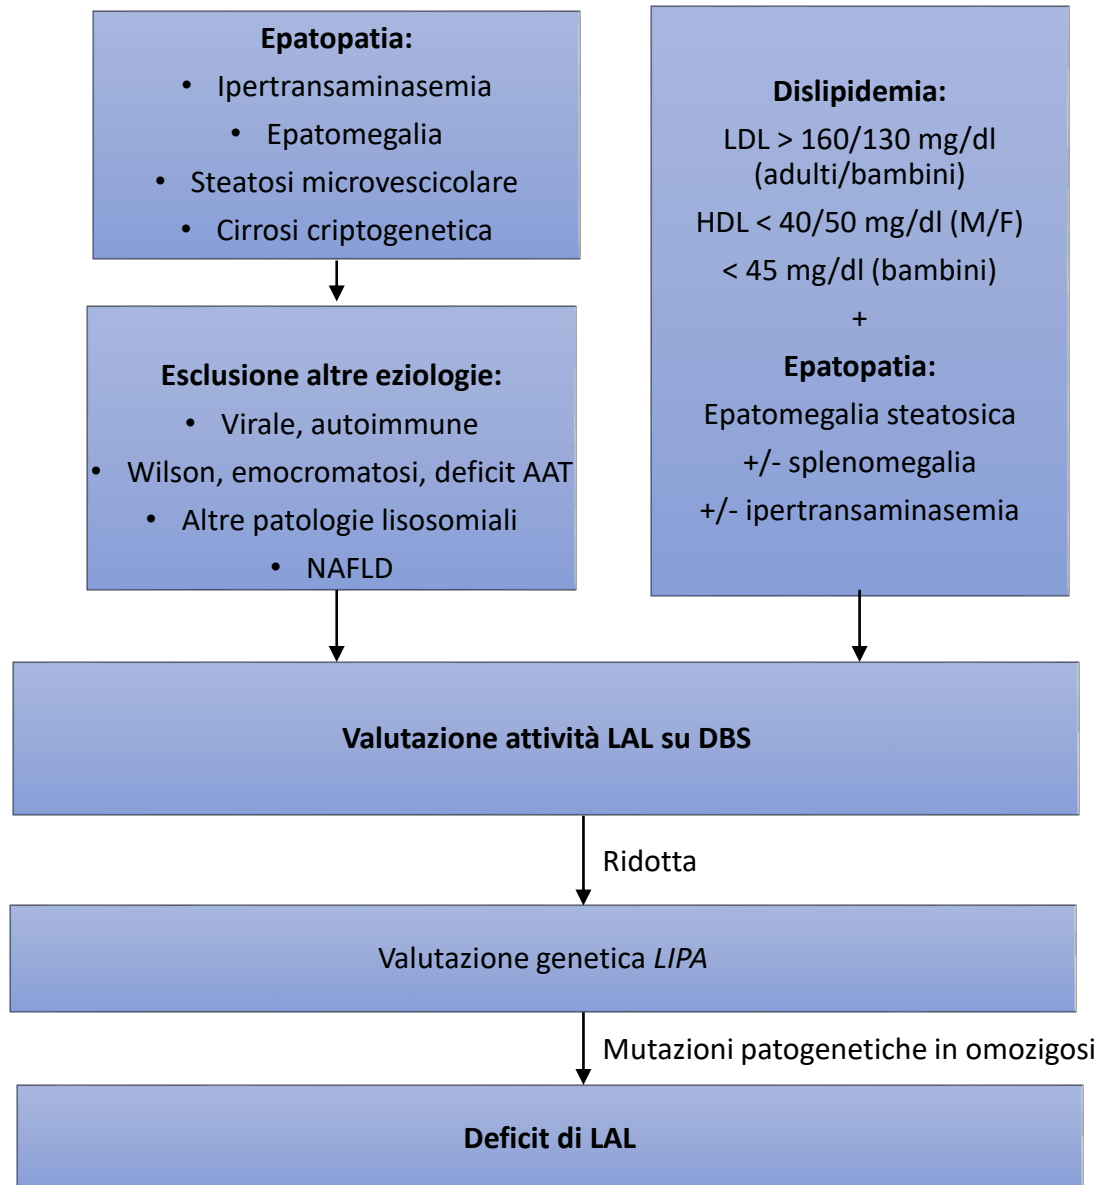 Epatopatia:
• Ipertransaminasemia
• Epatomegalia
• Steatosi microvescicolare
• Cirrosi criptogenetica
Esclusione altre eziologie:
• Virale, autoimmune
• Wilson, emocromatosi, deficit AAT
• Altre patologie lisosomiali
• NAFLD
Dislipidemia:
LDL > 160/130 mg/dl
(adulti/bambini)
HDL < 40/50 mg/dl (M/F)
< 45 mg/dl (bambini)
+
Epatopatia:
Epatomegalia steatosica
+/- splenomegalia
+/- ipertransaminasemia
Valutazione attività LAL su DBS
Ridotta
Valutazione genetica LIPA
Mutazioni patogenetiche in omozigosi
Deficit di LAL